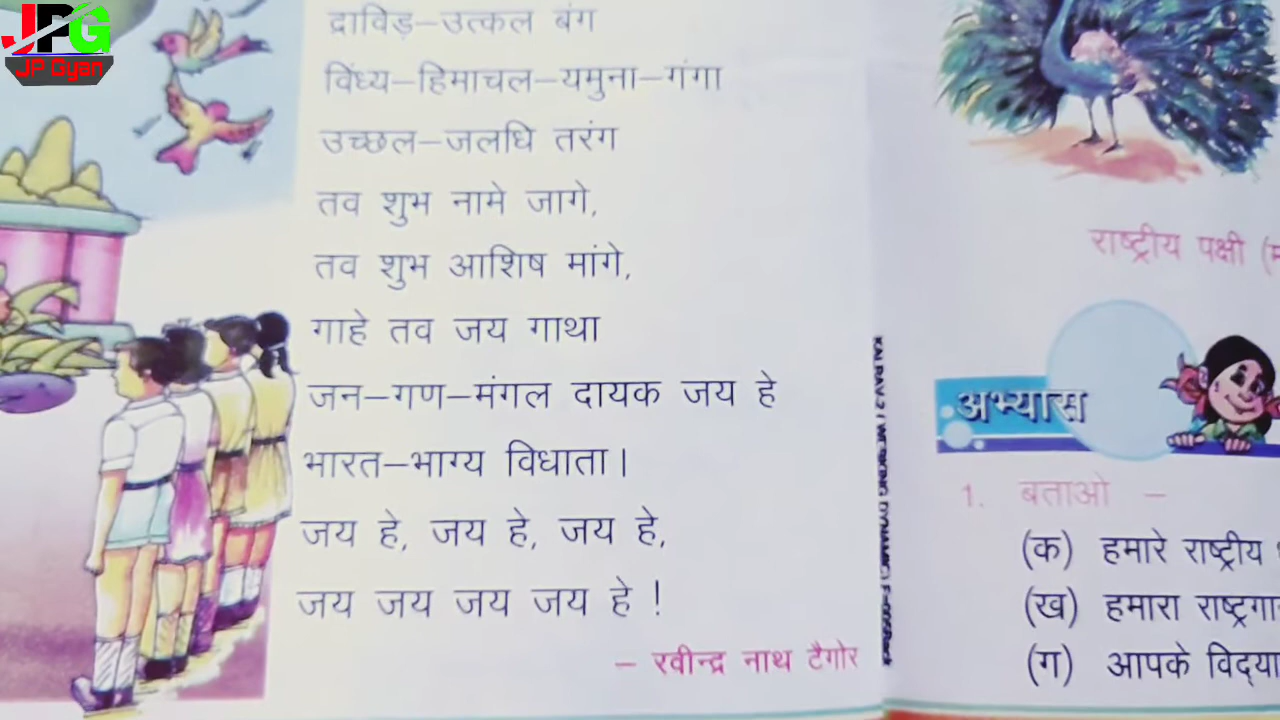 JPG
JP Gyan
द्राविड़–उत्कल बंग
विंध्य–हिमाचल–यमुना–गंगा
उच्छल–जलधि तरंग
तव शुभ नामे जागे,
तव शुभ आशिष मांगे,
गाहे तव जय गाथा
जन–गण–मंगल दायक जय हे
भारत–भाग्य विधाता।
जय हे, जय हे, जय हे,
जय जय जय जय हे !
– रवीन्द्र नाथ टैगोर
राष्ट्रीय पक्षी
अभ्यास
1. बताओ –
(क) हमारे राष्ट्रीय
(ख) हमारा
(ग) आपके